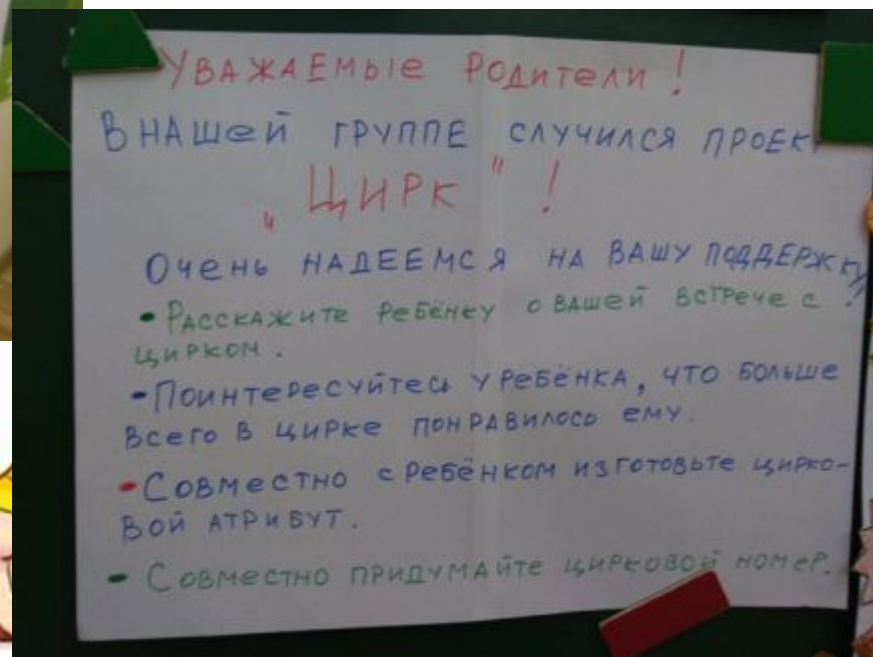 Уважаемые родители!
В нашей группе случился проек
„Цирк"!
Очень надеемся на вашу поддержку!
• Расскажите ребёнку о вашей встрече с
цирком.
• Поинтересуйтесь у ребёнка, что больше
всего в цирке понравилось ему.
• Совместно с ребёнком изготовьте цирко-
вой атрибут.
• Совместно придумайте цирковой номер.